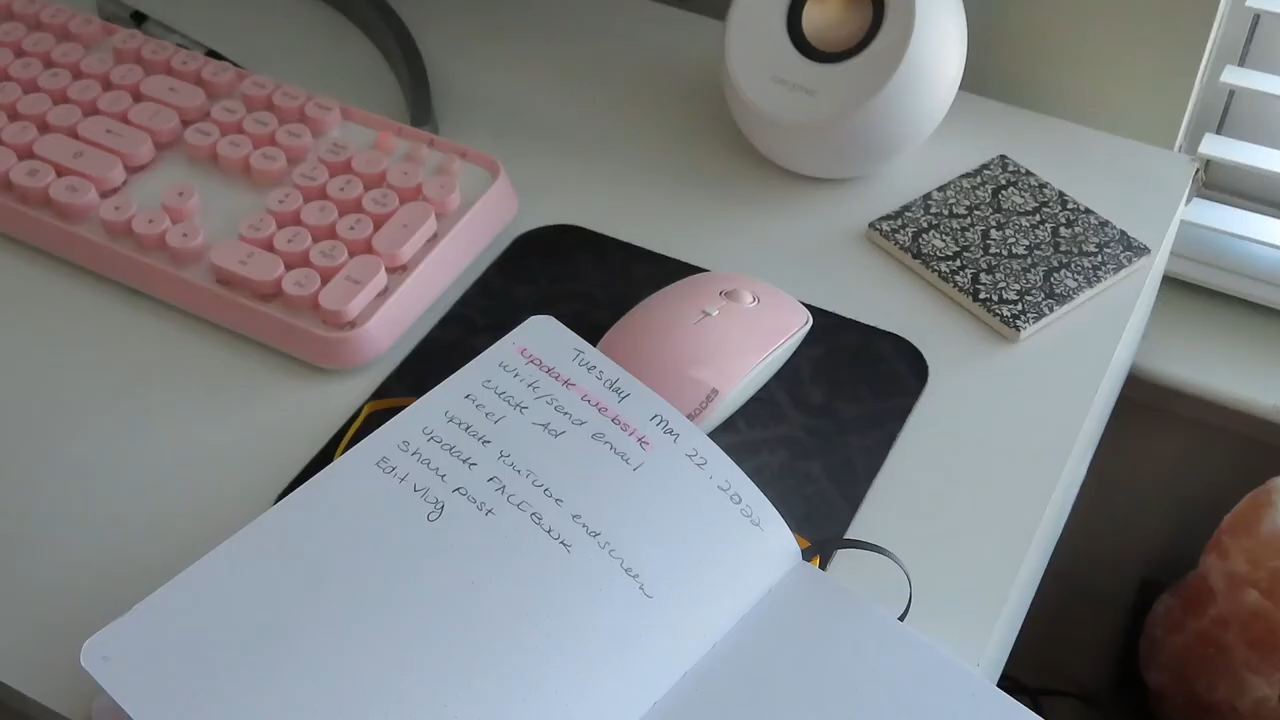 Tuesday Mar 22, 2022
· update website
write/send email
create Ad
Reel
update YouTube endscreen
update FACEBOOK
Share post
Edit vlog
CREATIVE